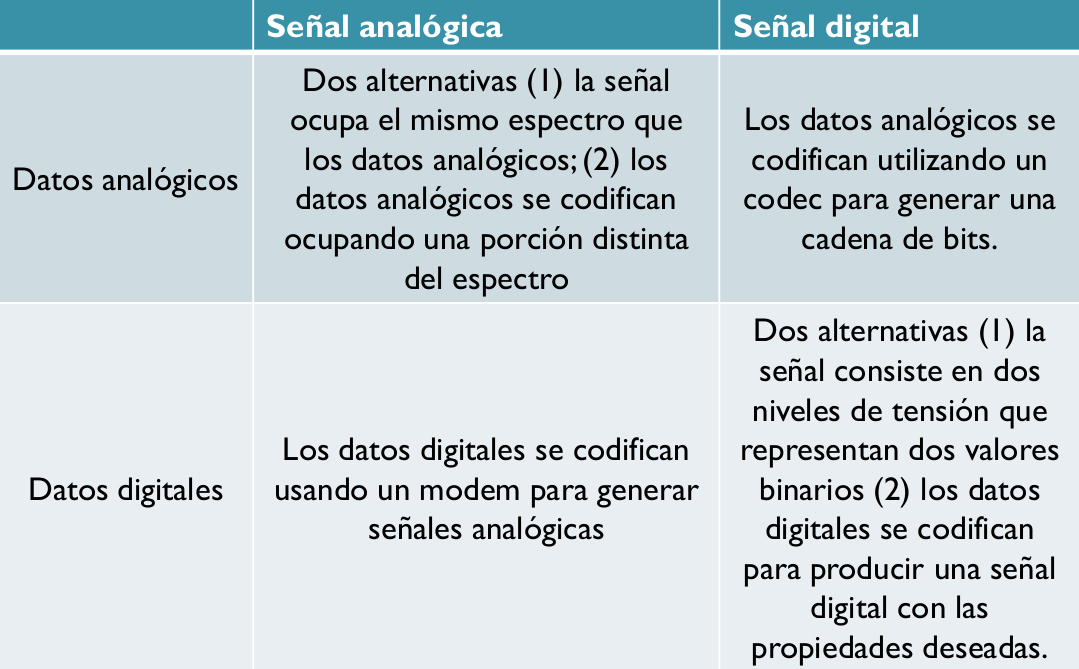 Señal analógica
Señal digital
Datos analógicos
Dos alternativas (1) la señal
ocupa el mismo espectro que
los datos analógicos; (2) los
datos analógicos se codifican
ocupando una porción distinta
del espectro
Los datos analógicos se
codifican utilizando un
codec para generar una
cadena de bits.
Datos digitales
Los datos digitales se codifican
usando un modem para generar
señales analógicas
Dos alternativas (1) la
señal consiste en dos
niveles de tensión que
representan dos valores
binarios (2) los datos
digitales se codifican
para producir una señal
digital con las
propiedades deseadas.